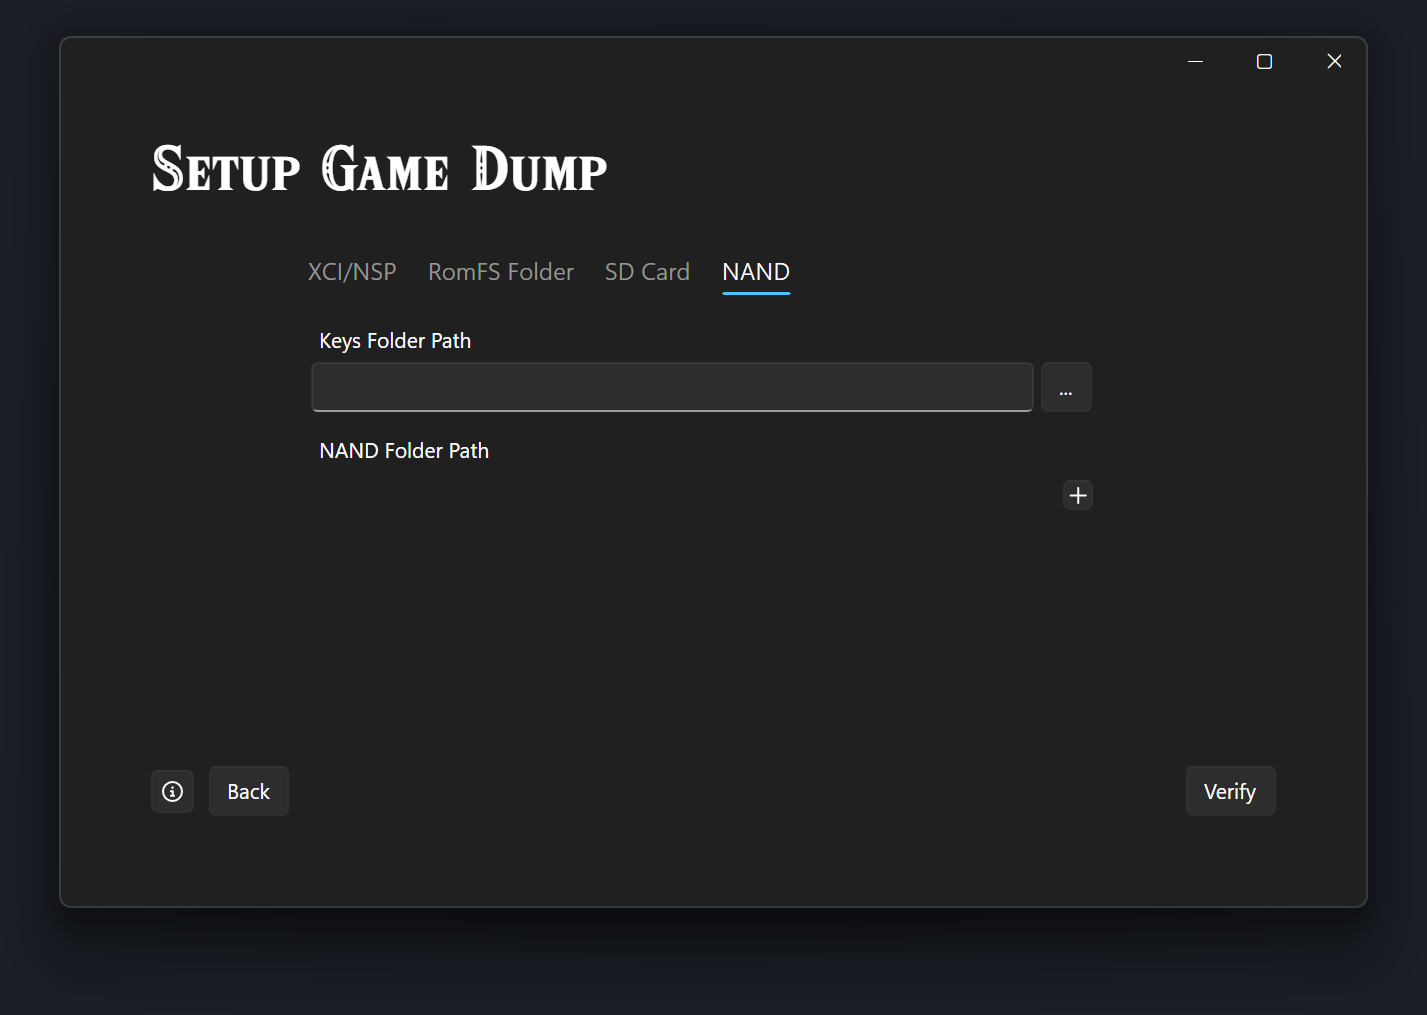 Setup Game Dump
XCI/NSP RomFS Folder SD Card NAND
Keys Folder Path
...
NAND Folder Path
Back Verify